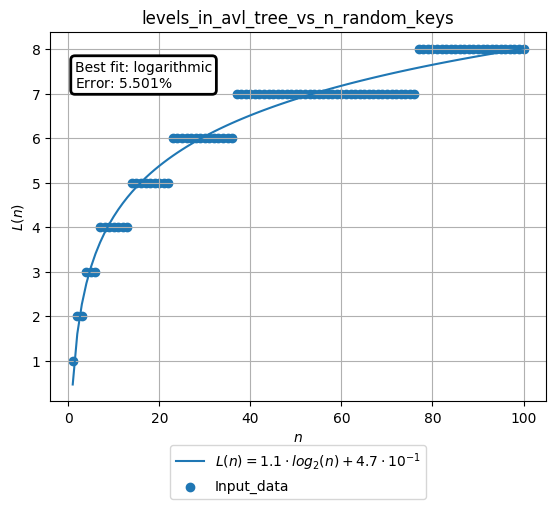 levels_in_avl_tree_vs_n_random_keys
Best fit: logarithmic
Error: 5.501%
8
7
6
5
4
3
2
1
L(n)
0 20 40 60 80 100
n
L(n) = 1.1 · log₂(n) + 4.7 · 10⁻¹
Input_data